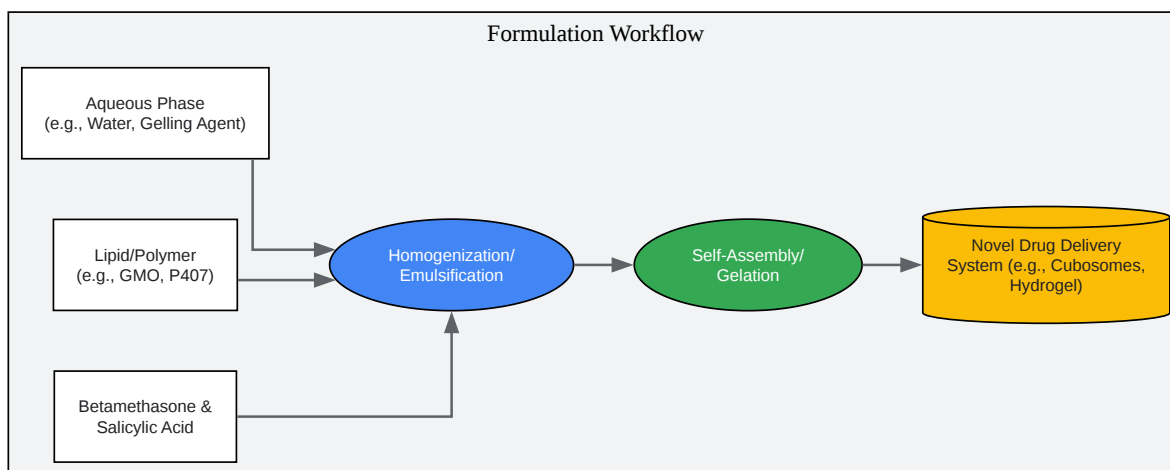 Formulation Workflow
Aqueous Phase
(e.g., Water, Gelling Agent)
Lipid/Polymer
(e.g., GMO, P407)
Betamethasone &
Salicylic Acid
Homogenization/
Emulsification
Self-Assembly/
Gelation
Novel Drug Delivery
System (e.g., Cubosomes,
Hydrogel)